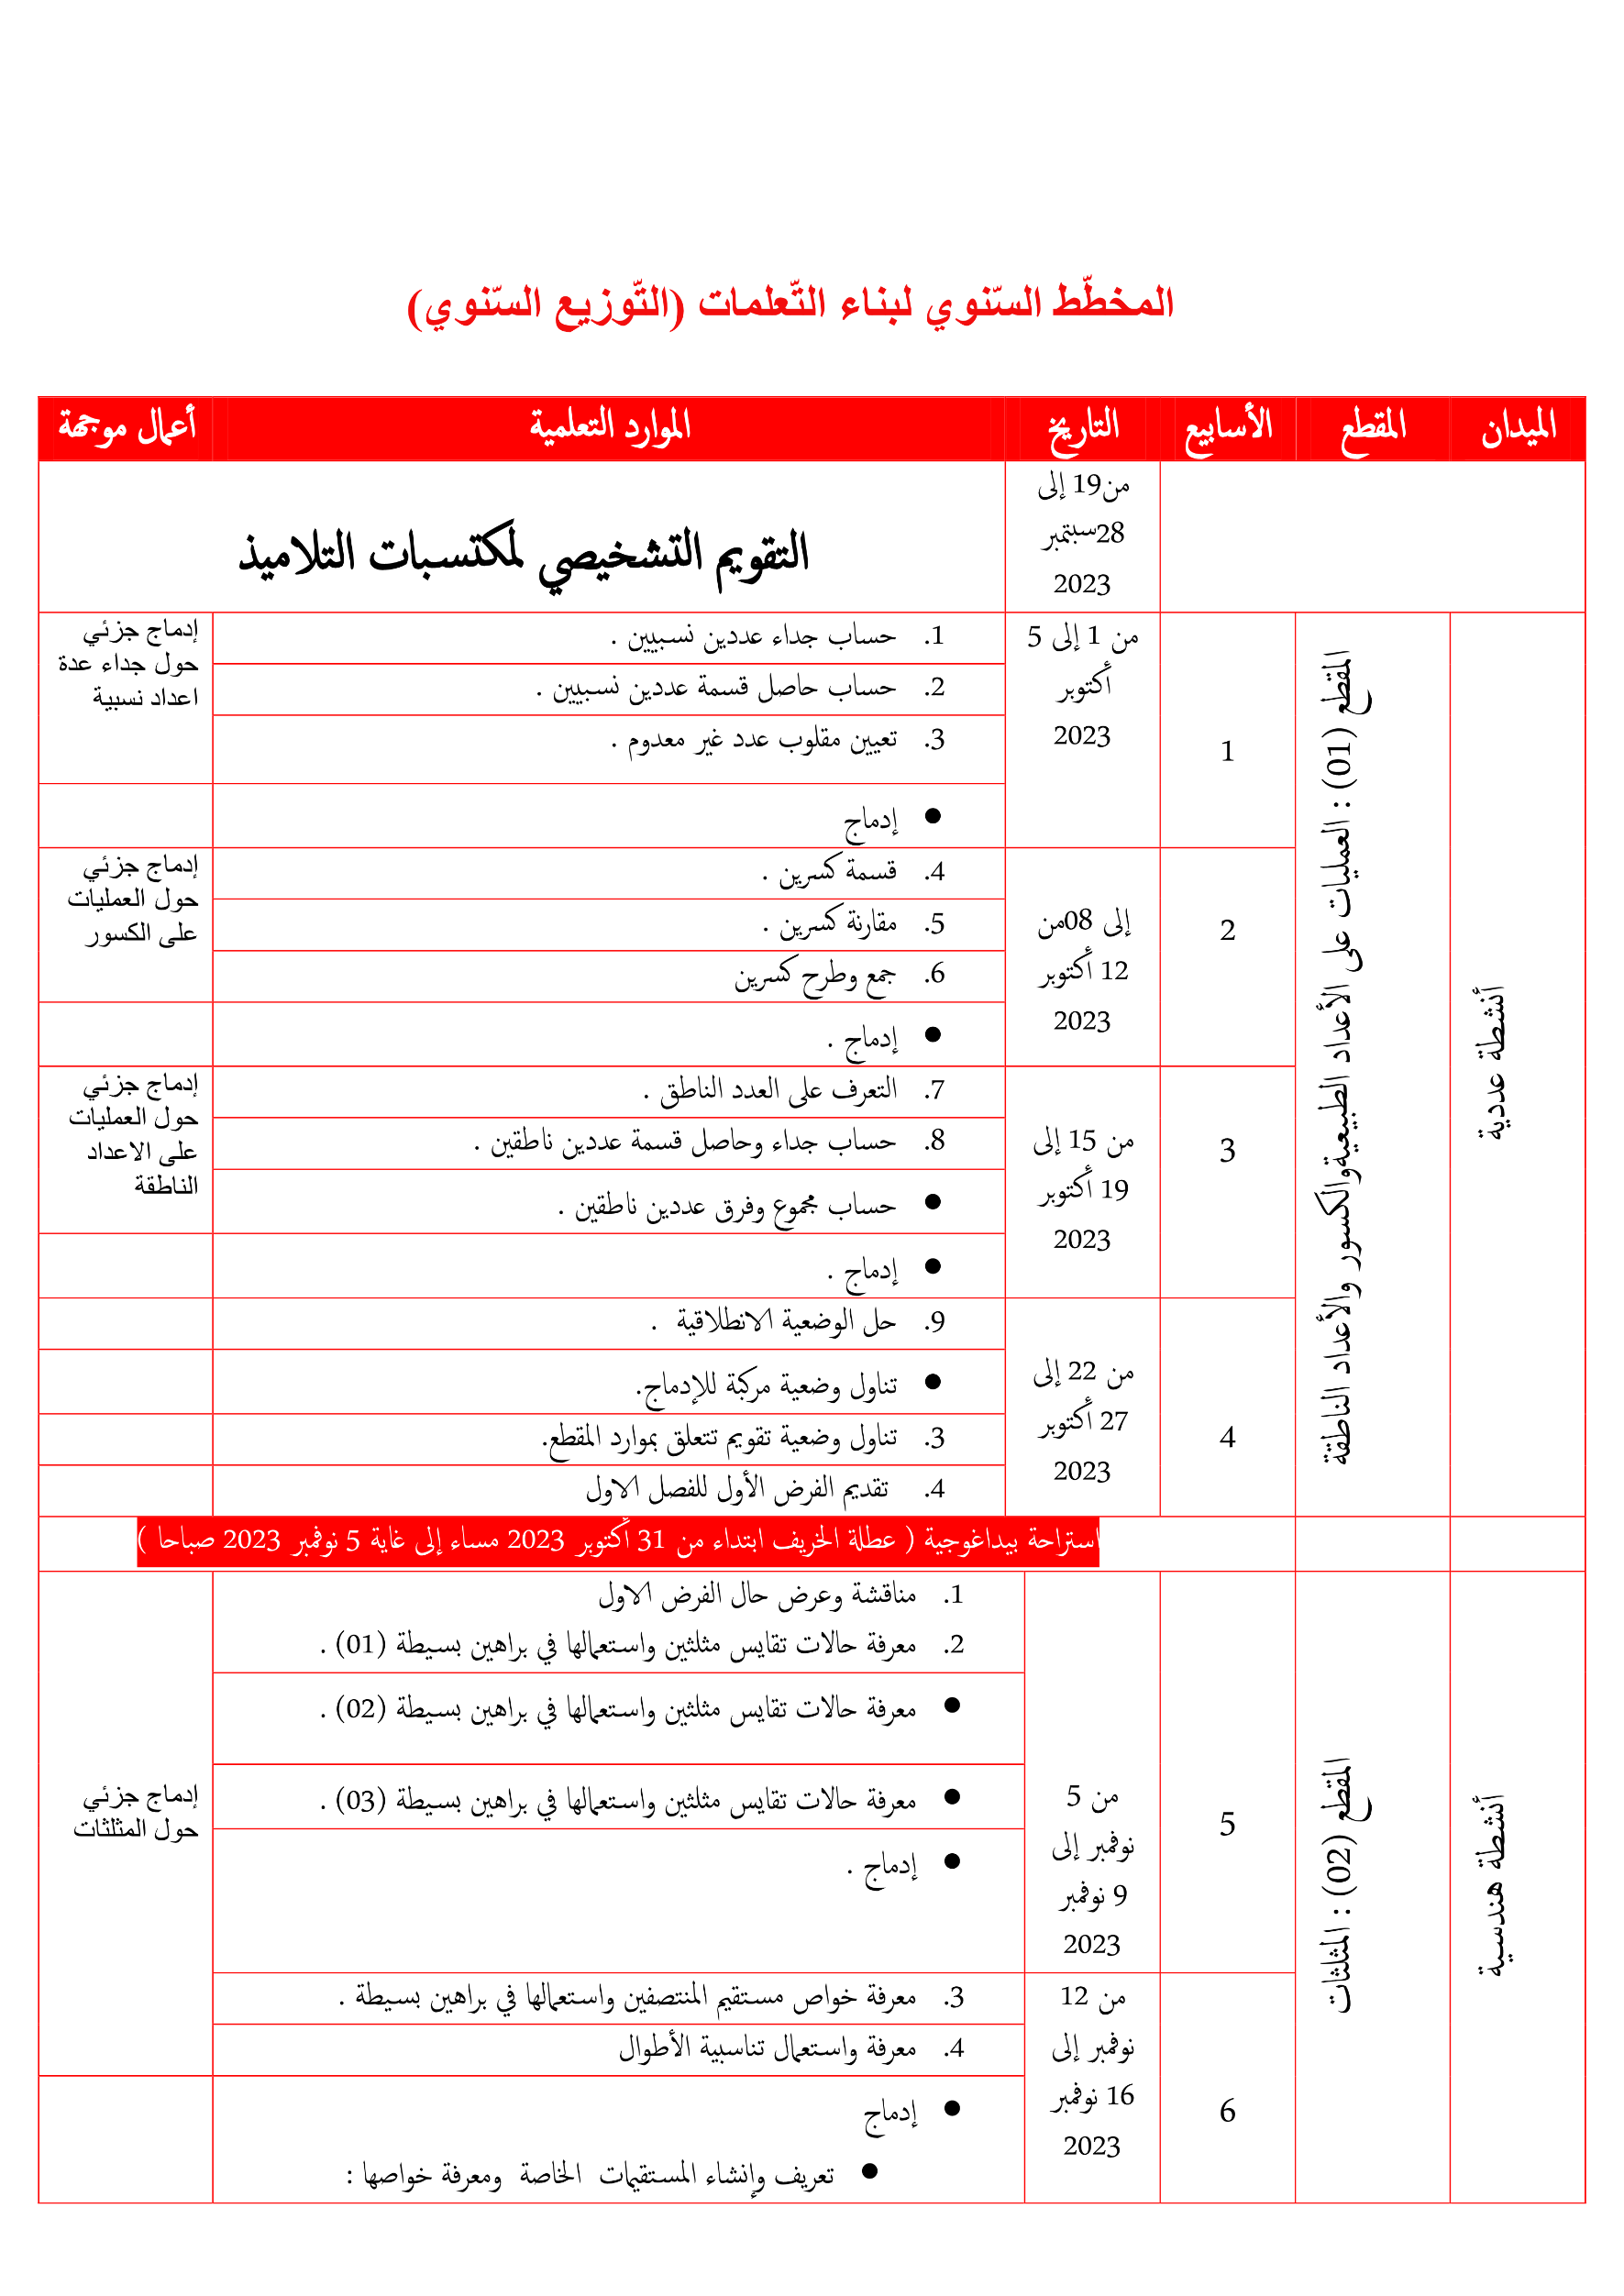 المخطّط السّنوي لبناء التّعلمات (التّوزيع السّنوي)
الميدان المقطع الأسابيع التاريخ الموارد التعلمية أعمال موجهة
من19 إلى
28سبتمبر
2023
التقويم التشخيصي لمكتسبات التلاميذ
أنشطة عددية
المقطع (01) : العمليات على الأعداد الطبيعيةوالكسور والأعداد الناطقة
1
من 1 إلى 5
أكتوبر
2023
1. حساب جداء عددين نسبيين .
2. حساب حاصل قسمة عددين نسبيين .
3. تعيين مقلوب عدد غير معدوم .
● إدماج
إدماج جزئي
حول جداء عدة
اعداد نسبية
2
إلى 08من
12 أكتوبر
2023
4. قسمة كسرين .
5. مقارنة كسرين .
6. جمع وطرح كسرين
● إدماج .
إدماج جزئي
حول العمليات
على الكسور
3
من 15 إلى
19 أكتوبر
2023
7. التعرف على العدد الناطق .
8. حساب جداء وحاصل قسمة عددين ناطقين .
● حساب مجموع وفرق عددين ناطقين .
● إدماج .
إدماج جزئي
حول العمليات
على الاعداد
الناطقة
4
من 22 إلى
27 أكتوبر
2023
9. حل الوضعية الانطلاقية .
● تناول وضعية مركبة للإدماج.
3. تناول وضعية تقويم تتعلق بموارد المقطع.
4. تقديم الفرض الأول للفصل الاول
استراحة بيداغوجية ( عطلة الخريف ابتداء من 31 أكتوبر 2023 مساء إلى غاية 5 نوفمبر 2023 صباحا )
أنشطة هندسية
المقطع (02) : المثلثات
5
من 5
نوفمبر إلى
9 نوفمبر
2023
1. مناقشة وعرض حال الفرض الاول
2. معرفة حالات تقايس مثلثين واستعمالها في براهين بسيطة (01) .
● معرفة حالات تقايس مثلثين واستعمالها في براهين بسيطة (02) .
● معرفة حالات تقايس مثلثين واستعمالها في براهين بسيطة (03) .
● إدماج .
إدماج جزئي
حول المثلثات
6
من 12
نوفمبر إلى
16 نوفمبر
2023
3. معرفة خواص مستقيم المنتصفين واستعمالها في براهين بسيطة .
4. معرفة واستعمال تناسبية الأطوال
● إدماج
● تعريف وإنشاء المستقيمات الخاصة ومعرفة خواصها :